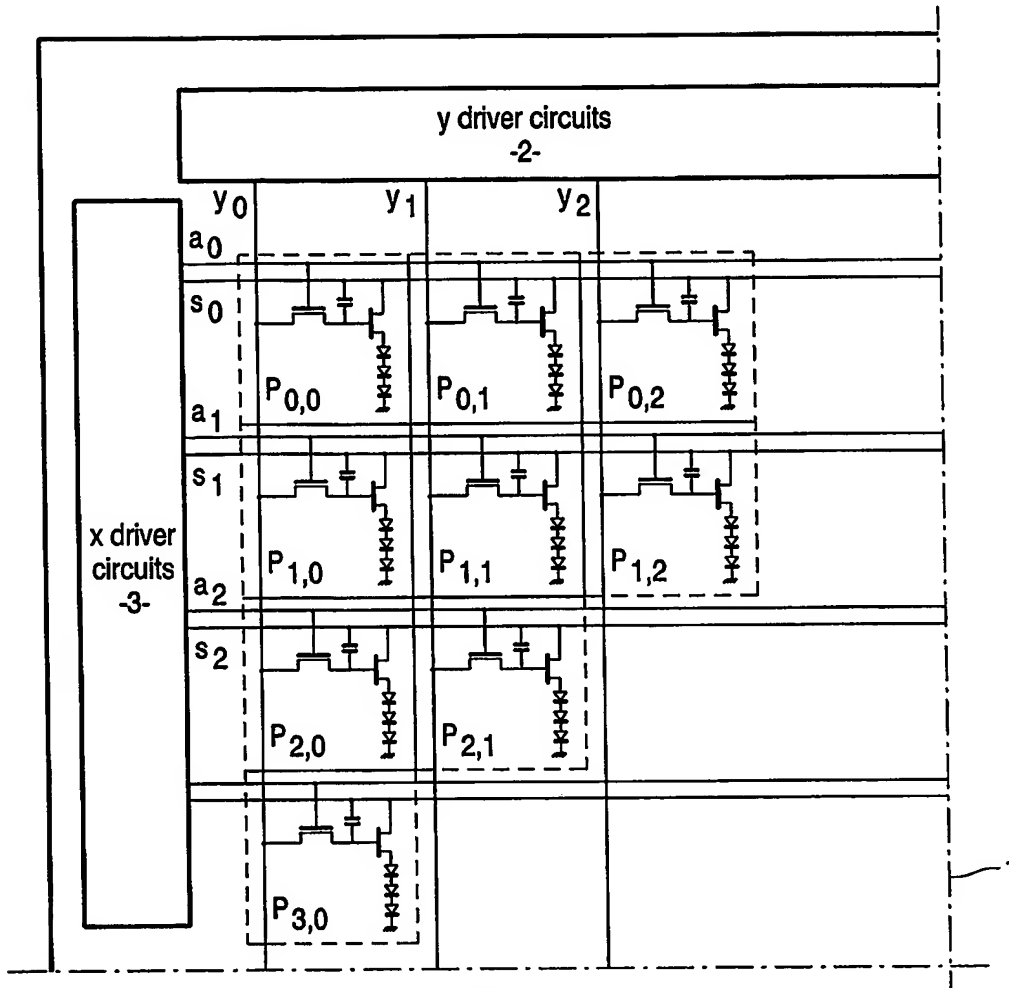 y driver circuits
-2-
y0 y1 y2
a0
s0
P0,0 P0,1 P0,2
a1
s1
x driver
circuits
-3-
P1,0 P1,1 P1,2
a2
s2
P2,0 P2,1
P3,0